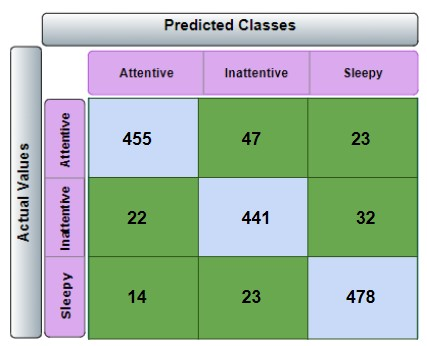 Predicted Classes
Attentive Inattentive Sleepy
Actual Values
Attentive 455 47 23
Inattentive 22 441 32
Sleepy 14 23 478